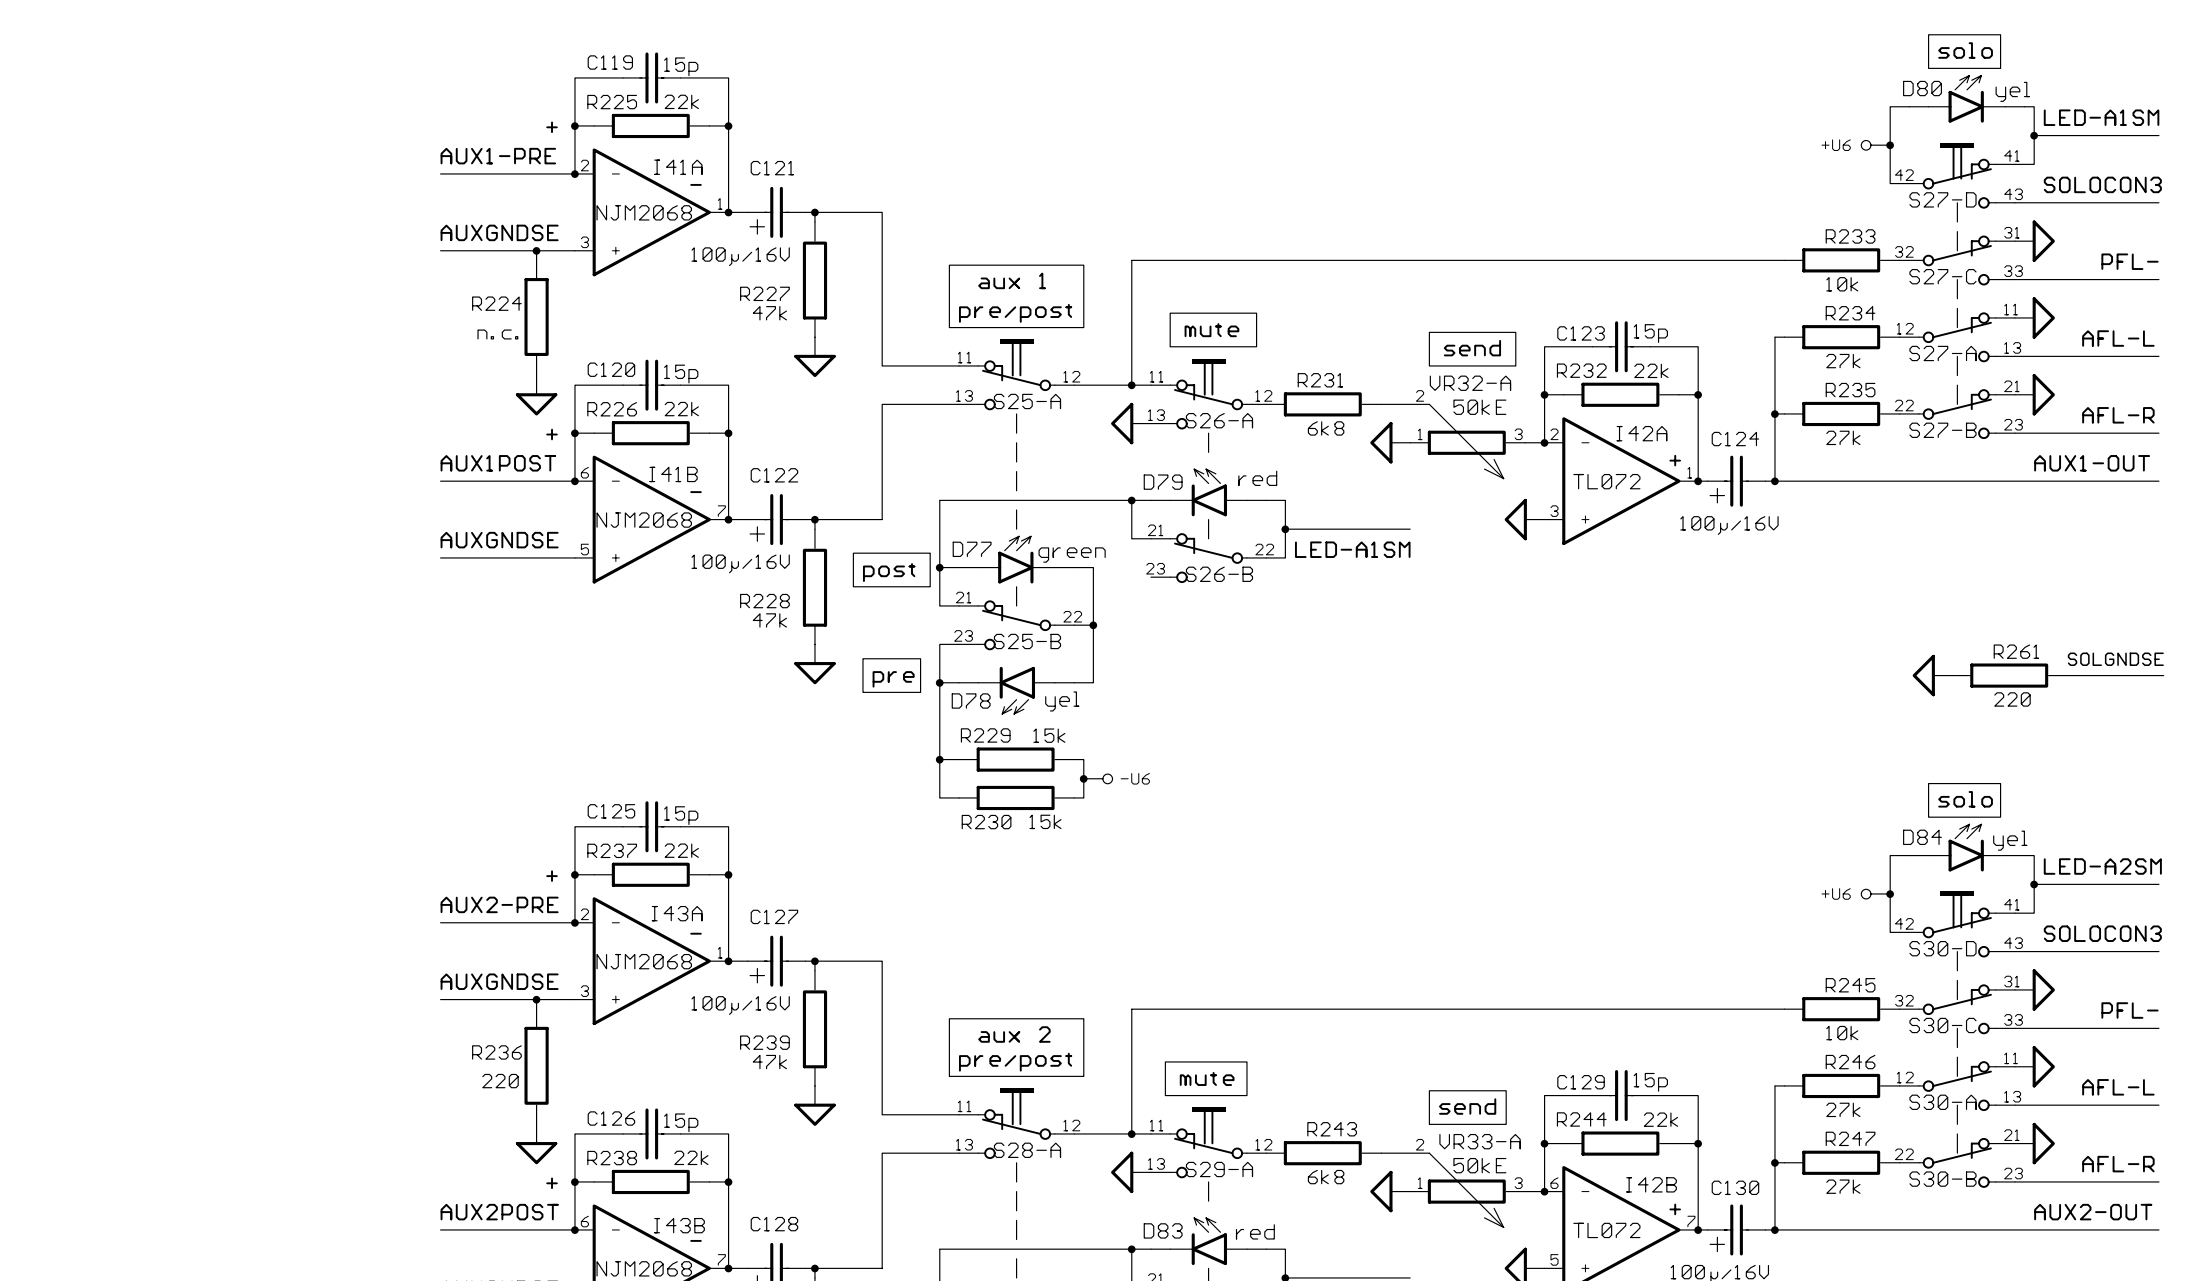 solo
C119 15p
D80 yel
R225 22k
LED-A1SM
+
+U6
AUX1-PRE
2
-
I41A
-
C121
41
42
SOLOCON3
NJM2068
1
S27-D
43
+
AUXGNDSE
3
+
100µ/16V
R233
32
31
PFL-
S27-C
33
10k
R224
n.c.
R227
47k
aux 1
pre/post
mute
R234
12
11
AFL-L
S27-A
13
27k
send
C123 15p
C120 15p
11
12
11
R231
R232 22k
VR32-A
50kE
2
R235
21
R226 22k
13
S25-A
13
S26-A
12
6k8
22
AFL-R
S27-B
23
27k
+
1
3
2
-
I42A
+
C124
AUX1POST
6
-
I41B
-
C122
AUX1-OUT
D79
red
TL072
1
NJM2068
7
+
3
+
+
100µ/16V
AUXGNDSE
5
+
100µ/16V
D77
green
21
22
LED-A1SM
post
23
S26-B
21
R228
47k
22
23
S25-B
R261
SOLGNDSE
220
pre
D78
yel
R229 15k
-U6
R230 15k
solo
C125 15p
D84 yel
R237 22k
LED-A2SM
+
+U6
AUX2-PRE
2
-
I43A
-
C127
41
42
SOLOCON3
NJM2068
1
S30-D
43
+
AUXGNDSE
3
+
100µ/16V
R245
32
31
PFL-
S30-C
33
10k
R236
220
R239
47k
aux 2
pre/post
mute
R246
12
11
AFL-L
S30-A
13
27k
send
C129 15p
C126 15p
11
12
11
R243
R244 22k
VR33-A
50kE
2
R247
21
R238 22k
13
S28-A
13
S29-A
12
6k8
22
AFL-R
S30-B
23
27k
+
1
3
6
-
I42B
+
C130
AUX2POST
6
-
I43B
-
C128
AUX2-OUT
D83
red
TL072
7
NJM2068
7
+
5
+
+
100µ/16V
21